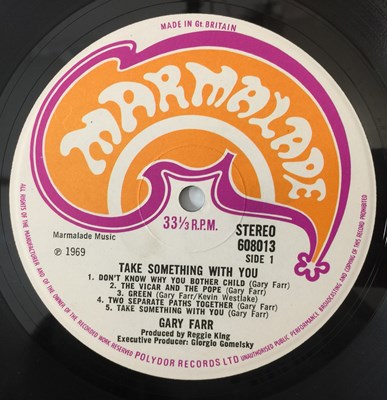 MADE IN Gt BRITAIN
MARMALADE
33⅓ R.P.M.
STEREO
608013
SIDE 1
Marmalade Music
℗ 1969
TAKE SOMETHING WITH YOU
1. DON'T KNOW WHY YOU BOTHER CHILD (Gary Farr)
2. THE VICAR AND THE POPE (Gary Farr)
3. GREEN (Gary Farr/Kevin Westlake)
4. TWO SEPARATE PATHS TOGETHER (Gary Farr)
5. TAKE SOMETHING WITH YOU (Gary Farr)
GARY FARR
Produced by Reggie King
Executive Producer: Giorgio Gomelsky
POLYDOR RECORDS LTD
ALL RIGHTS OF THE MANUFACTURER AND OF THE OWNER OF THE RECORDED WORK RESERVED
UNAUTHORISED PUBLIC PERFORMANCE, BROADCASTING AND COPYING OF THIS RECORD PROHIBITED